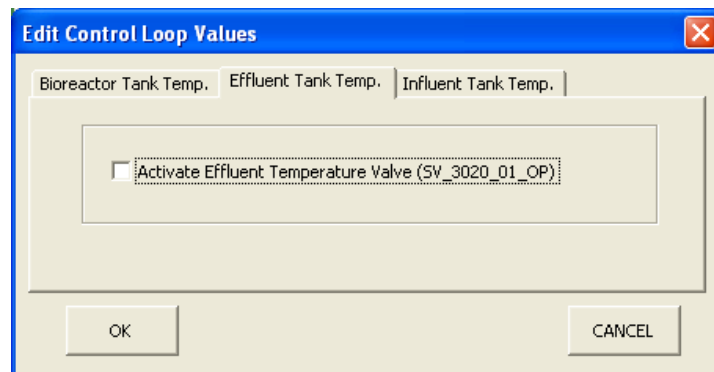 Edit Control Loop Values
Bioreactor Tank Temp. Effluent Tank Temp. Influent Tank Temp.
Activate Effluent Temperature Valve (SV_3020_01_OP)
OK CANCEL